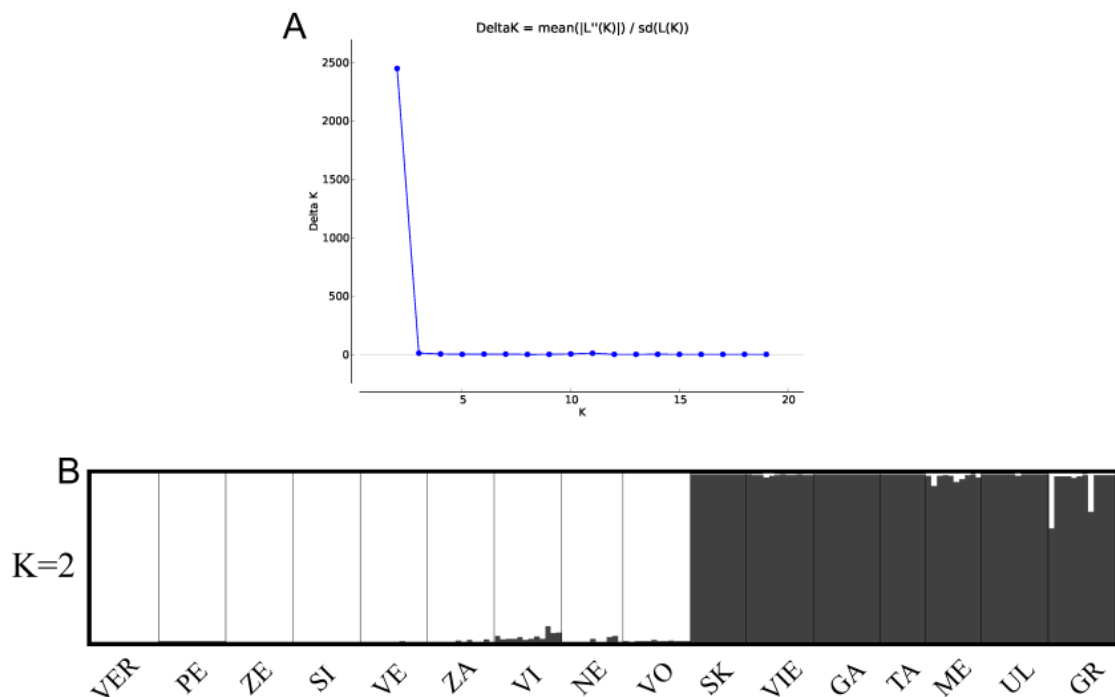 A
DeltaK = mean(|L''(K)|) / sd(L(K))
2500
2000
1500
1000
500
0
Delta K
5 10 15 20
K
B
K=2
VER PE ZE SI VE ZA VI NE VO SK VIE GA TA ME UL GR